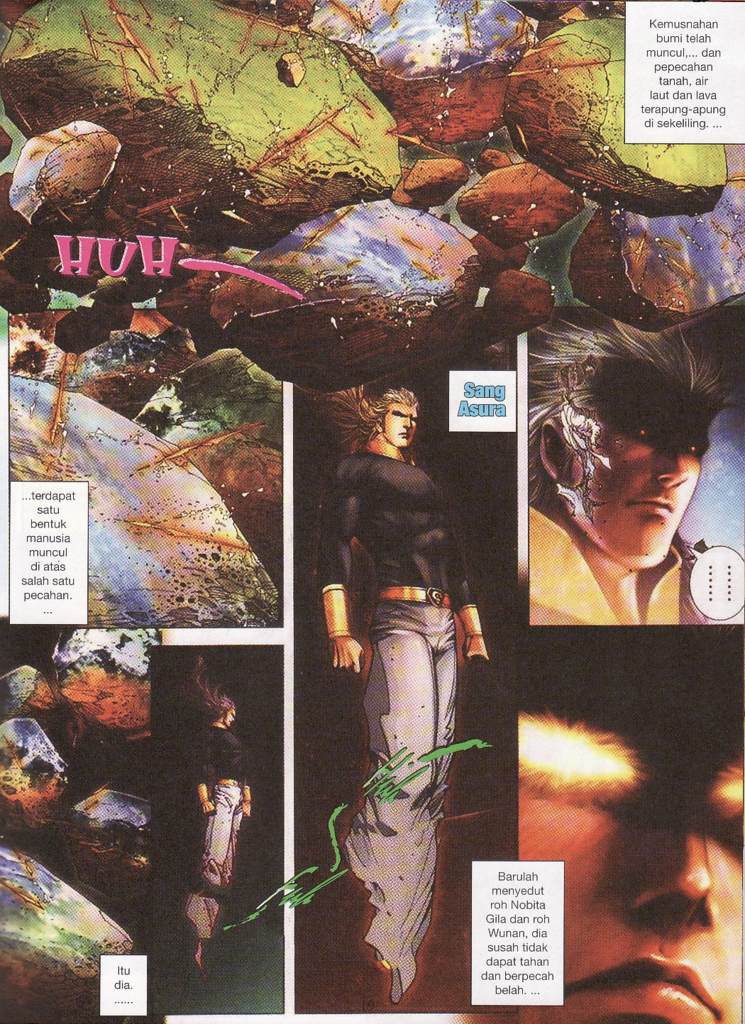 Kemusnahan
bumi telah
muncul,... dan
pepecahan
tanah, air
laut dan lava
terapung-apung
di sekeliling. ...
HUH
Sang
Asura
...terdapat
satu
bentuk
manusia
muncul
di atas
salah satu
pecahan.
...
......
Itu
dia.
......
Barulah
menyedut
roh Nobita
Gila dan roh
Wunan, dia
susah tidak
dapat tahan
dan berpecah
belah. ...